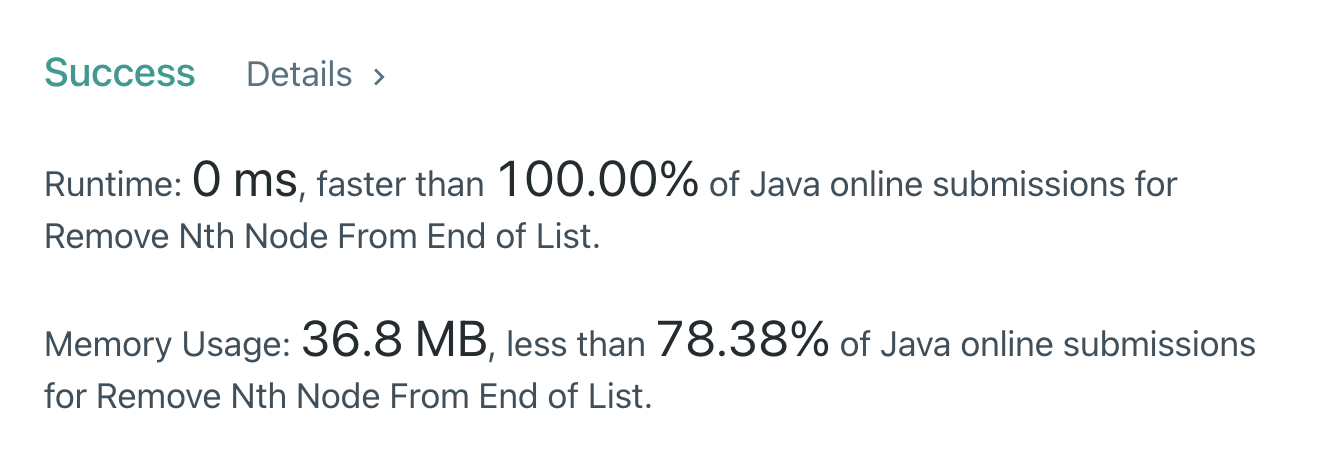 Success Details >
Runtime: 0 ms, faster than 100.00% of Java online submissions for
Remove Nth Node From End of List.
Memory Usage: 36.8 MB, less than 78.38% of Java online submissions
for Remove Nth Node From End of List.